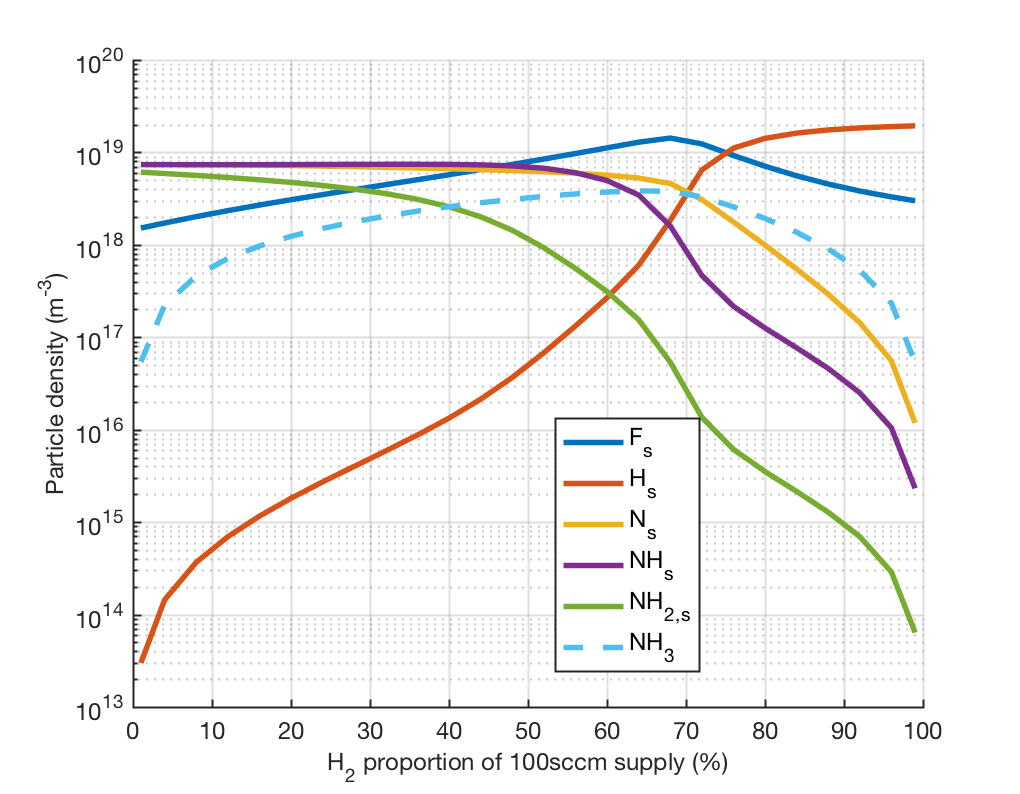 10^20
10^19
10^18
10^17
10^16
10^15
10^14
10^13
Particle density (m^-3)
F_s
H_s
N_s
NH_s
NH_2,s
NH_3
0 10 20 30 40 50 60 70 80 90 100
H_2 proportion of 100sccm supply (%)